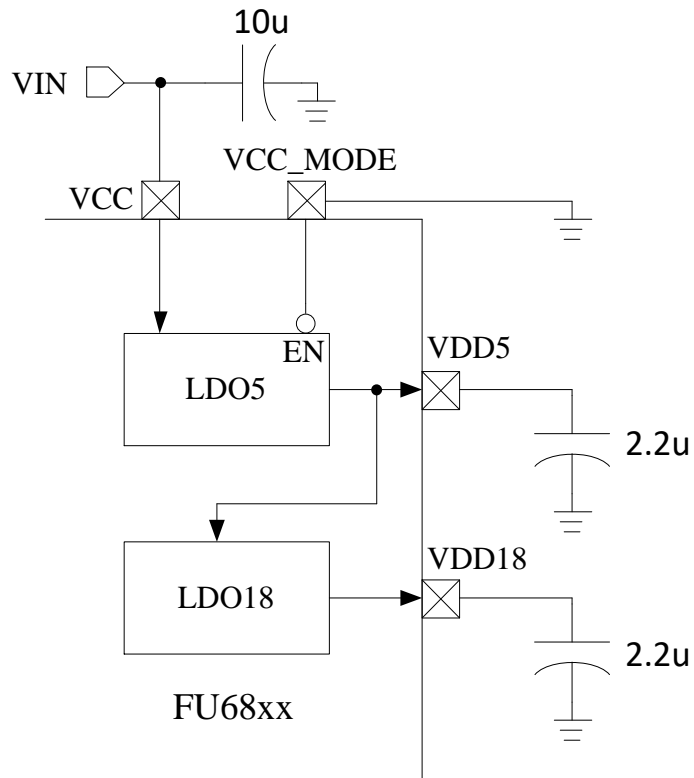 10u
VIN
VCC_MODE
VCC
EN
LDO5
VDD5
2.2u
LDO18
VDD18
2.2u
FU68xx